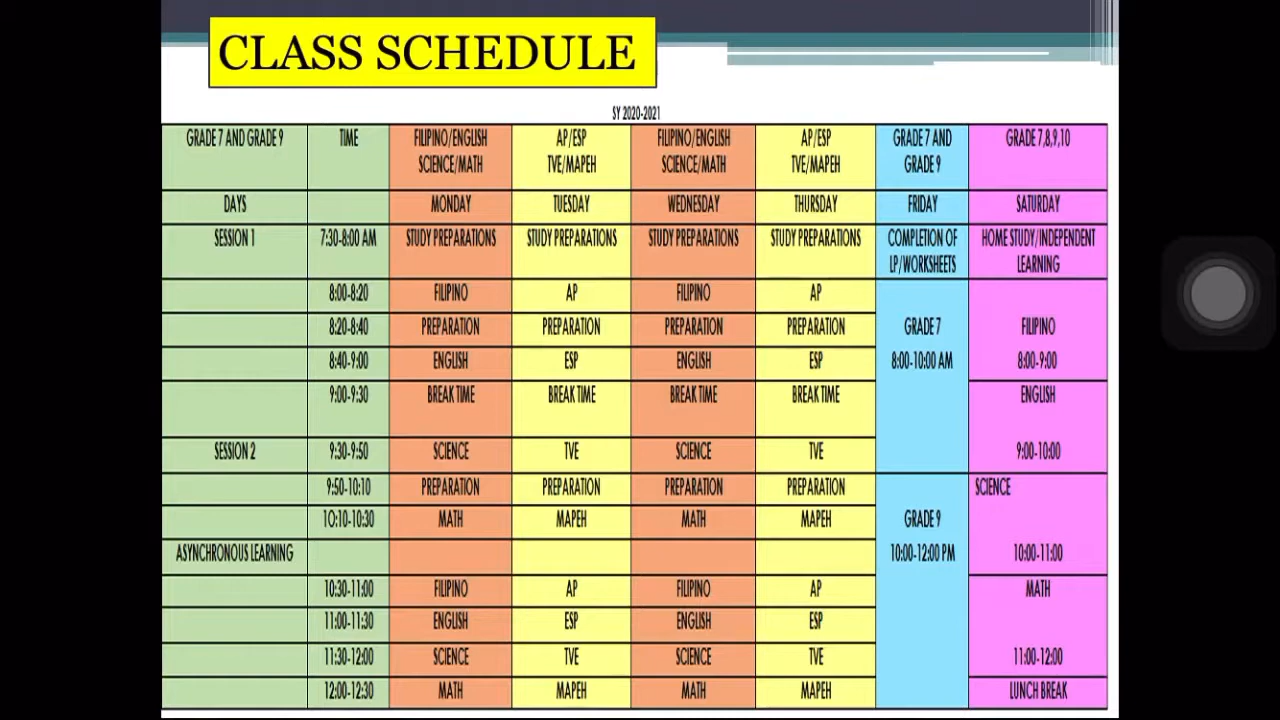 CLASS SCHEDULE
SY 2020-2021
GRADE 7 AND GRADE 9 TIME FILIPINO/ENGLISH SCIENCE/MATH AP/ESP TVE/MAPEH FILIPINO/ENGLISH SCIENCE/MATH AP/ESP TVE/MAPEH GRADE 7 AND GRADE 9 GRADE 7,8,9,10
DAYS MONDAY TUESDAY WEDNESDAY THURSDAY FRIDAY SATURDAY
SESSION 1 7:30-8:00 AM STUDY PREPARATIONS STUDY PREPARATIONS STUDY PREPARATIONS STUDY PREPARATIONS COMPLETION OF LP/WORKSHEETS HOME STUDY/INDEPENDENT LEARNING
8:00-8:20 FILIPINO AP FILIPINO AP
8:20-8:40 PREPARATION PREPARATION PREPARATION PREPARATION GRADE 7 FILIPINO
8:40-9:00 ENGLISH ESP ENGLISH ESP 8:00-10:00 AM 8:00-9:00
9:00-9:30 BREAK TIME BREAK TIME BREAK TIME BREAK TIME ENGLISH
SESSION 2 9:30-9:50 SCIENCE TVE SCIENCE TVE 9:00-10:00
9:50-10:10 PREPARATION PREPARATION PREPARATION PREPARATION SCIENCE
1O:10-10:30 MATH MAPEH MATH MAPEH GRADE 9
ASYNCHRONOUS LEARNING 10:00-12:00 PM 10:00-11:00
10:30-11:00 FILIPINO AP FILIPINO AP MATH
11:00-11:30 ENGLISH ESP ENGLISH ESP
11:30-12:00 SCIENCE TVE SCIENCE TVE 11:00-12:00
12:00-12:30 MATH MAPEH MATH MAPEH LUNCH BREAK